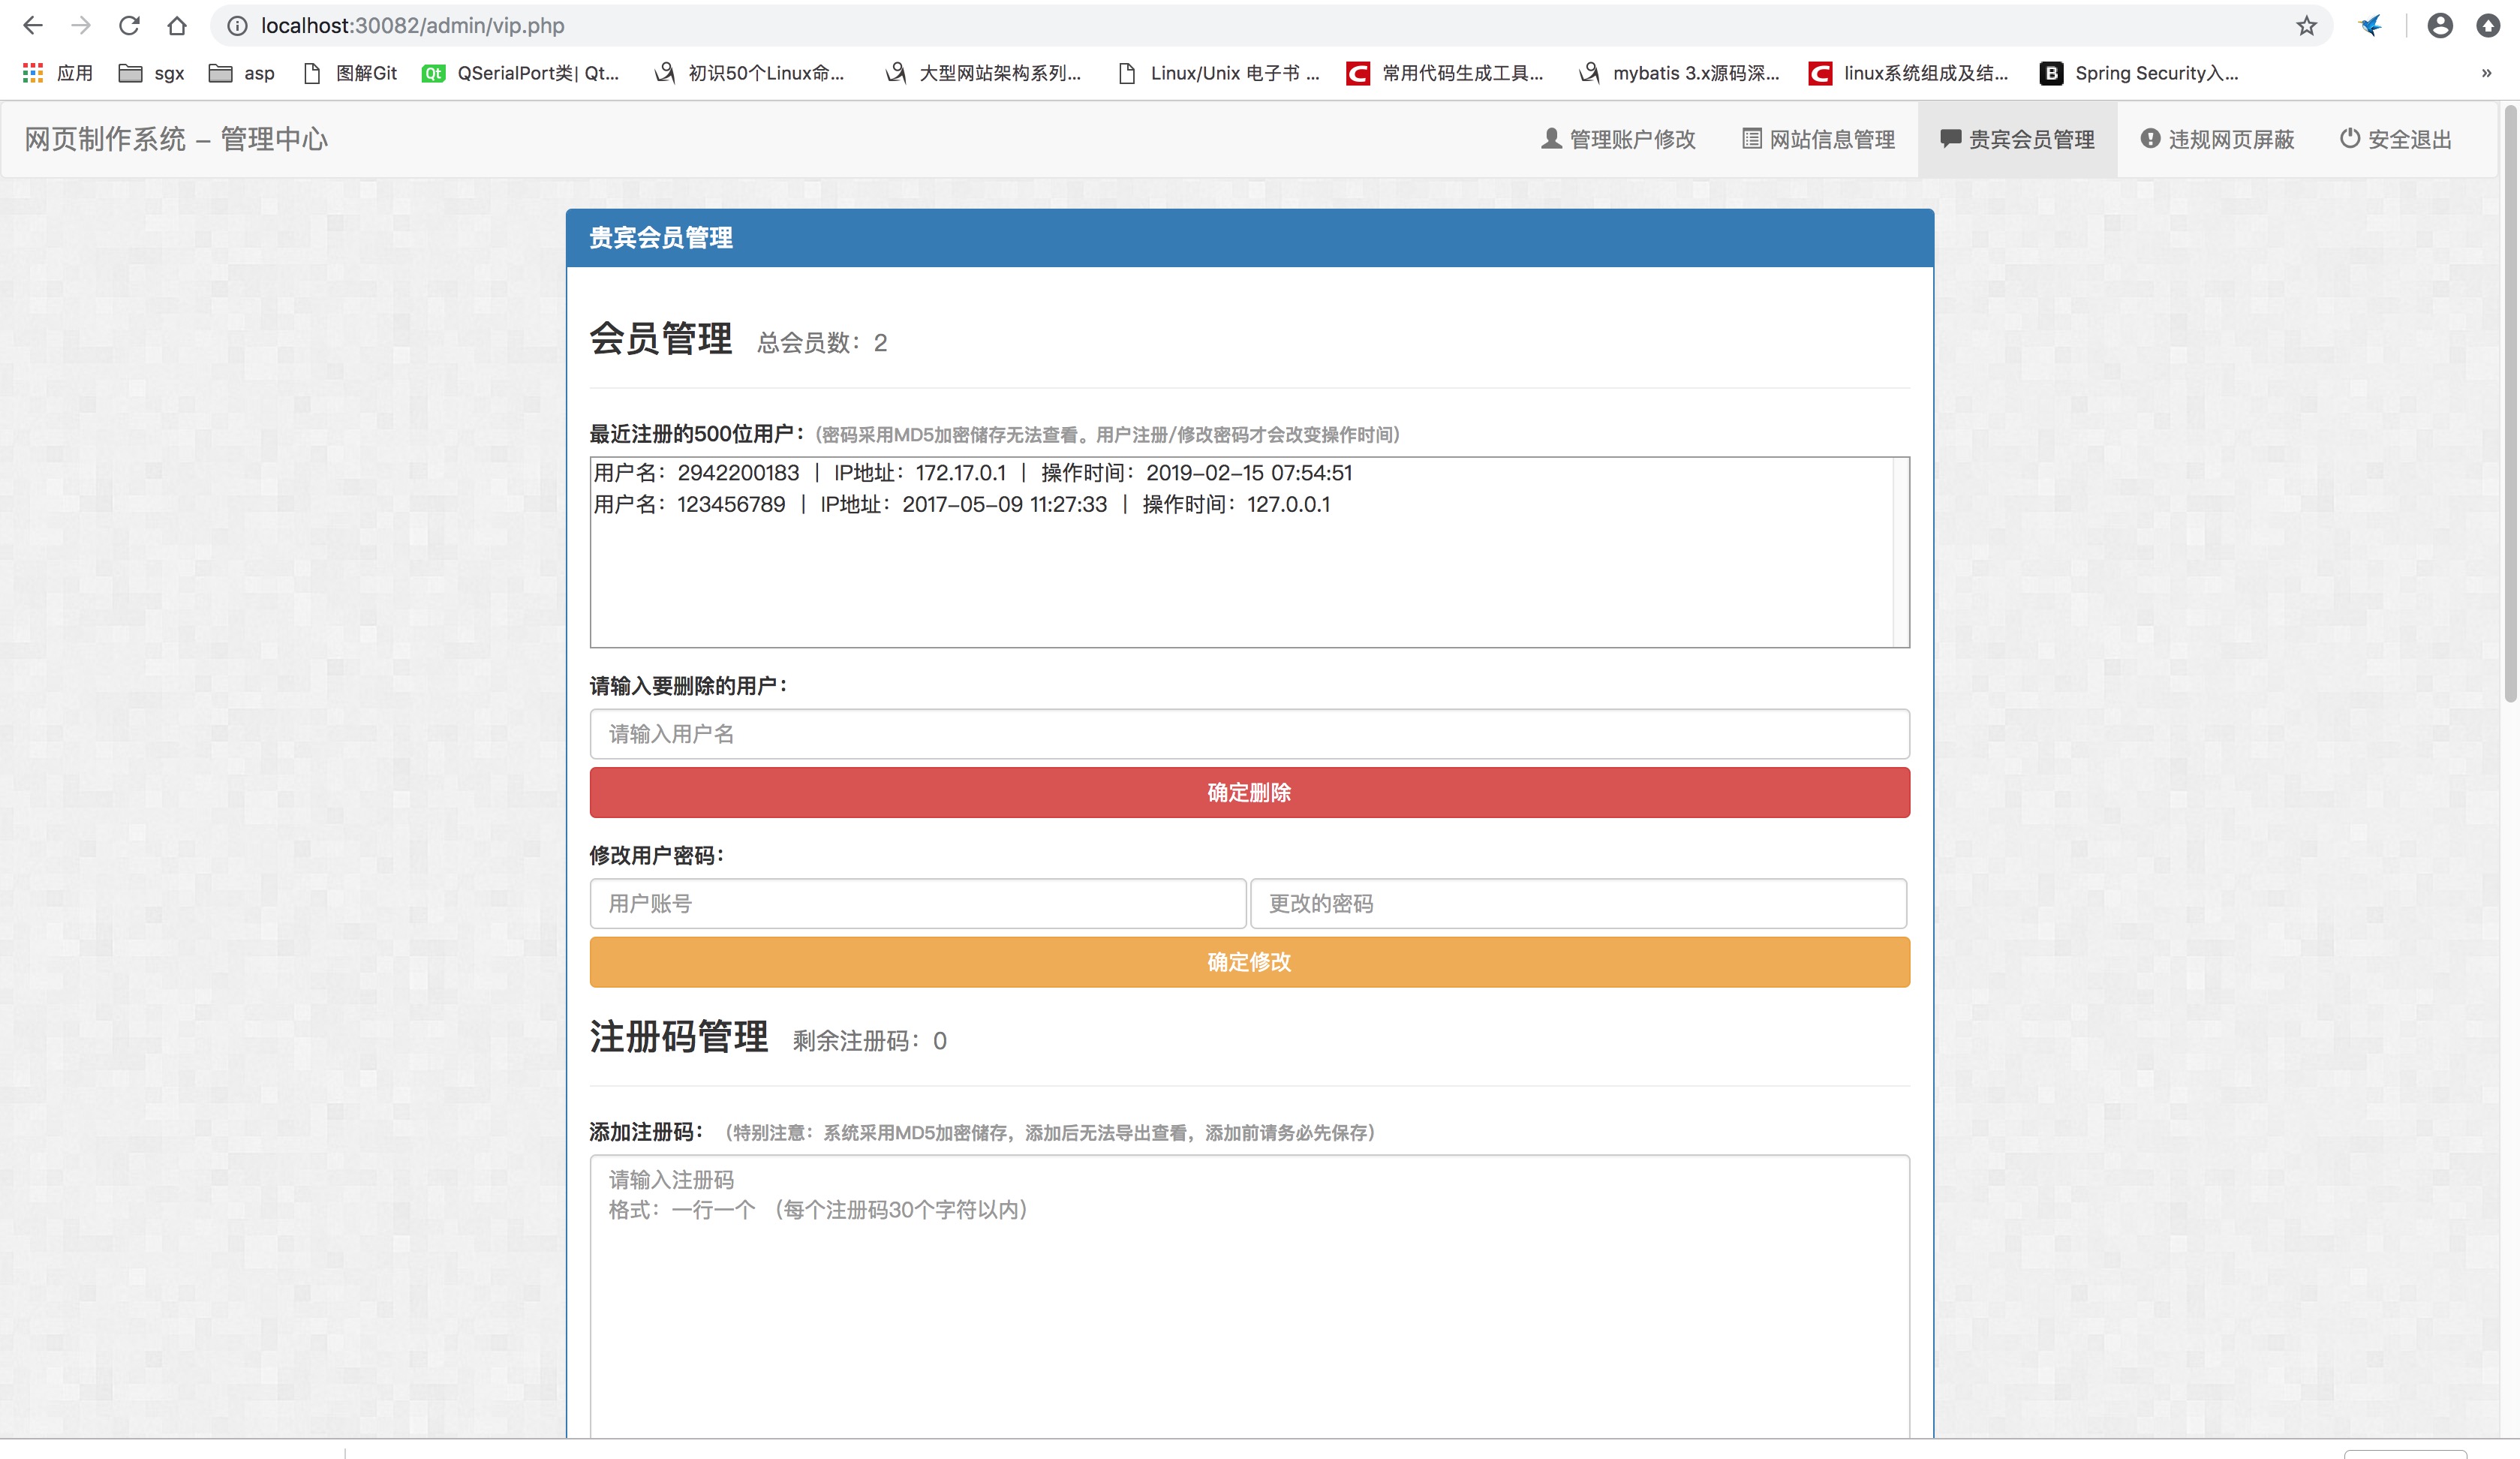 localhost:30082/admin/vip.php
应用 sgx asp 图解Git QSerialPort类| Qt... 初识50个Linux命... 大型网站架构系列... Linux/Unix 电子书 ... 常用代码生成工具... mybatis 3.x源码深... linux系统组成及结... Spring Security入... »
网页制作系统 – 管理中心 管理账户修改 网站信息管理 贵宾会员管理 违规网页屏蔽 安全退出
贵宾会员管理
会员管理 总会员数：2
最近注册的500位用户：(密码采用MD5加密储存无法查看。用户注册/修改密码才会改变操作时间)
用户名：2942200183 | IP地址：172.17.0.1 | 操作时间：2019-02-15 07:54:51
用户名：123456789 | IP地址：2017-05-09 11:27:33 | 操作时间：127.0.0.1
请输入要删除的用户：
请输入用户名
确定删除
修改用户密码：
用户账号 更改的密码
确定修改
注册码管理 剩余注册码：0
添加注册码： （特别注意：系统采用MD5加密储存，添加后无法导出查看，添加前请务必先保存）
请输入注册码
格式：一行一个 （每个注册码30个字符以内）